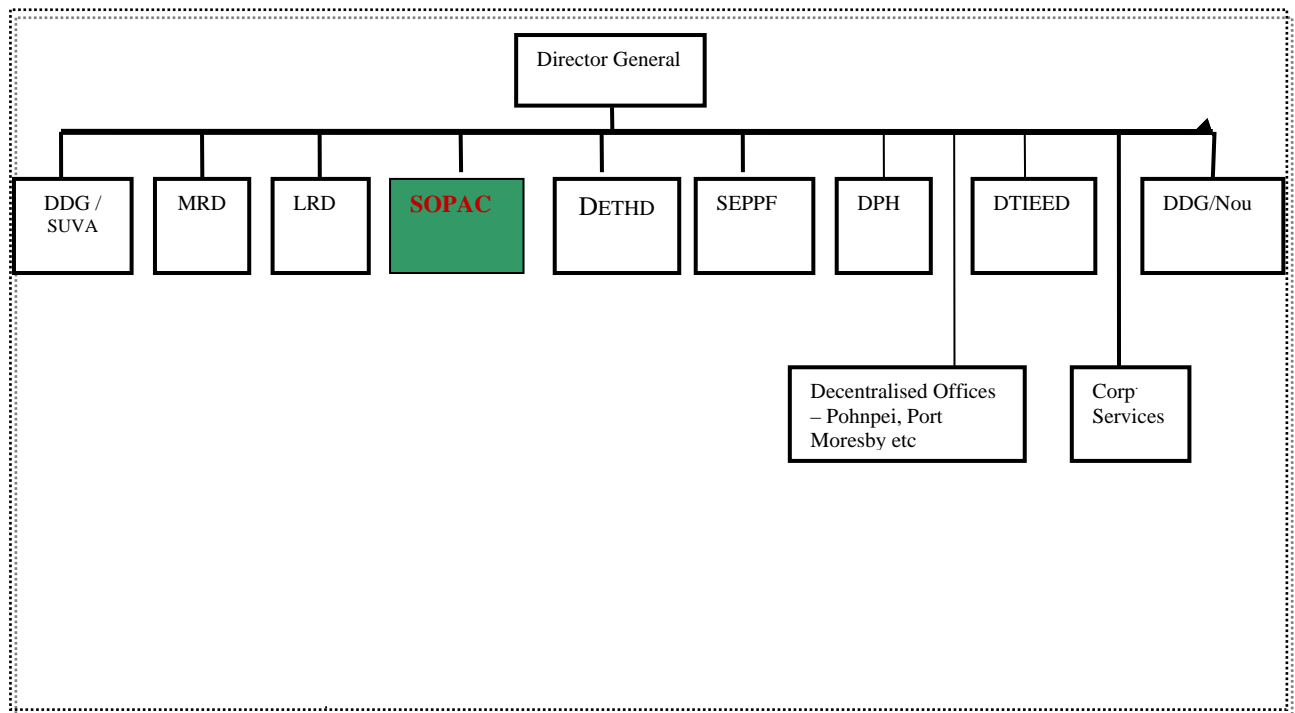 Director General
DDG /
SUVA
MRD
LRD
SOPAC
DETHD
SEPPF
DPH
DTIEED
DDG/Nou
Decentralised Offices
– Pohnpei, Port
Moresby etc
Corp.
Services